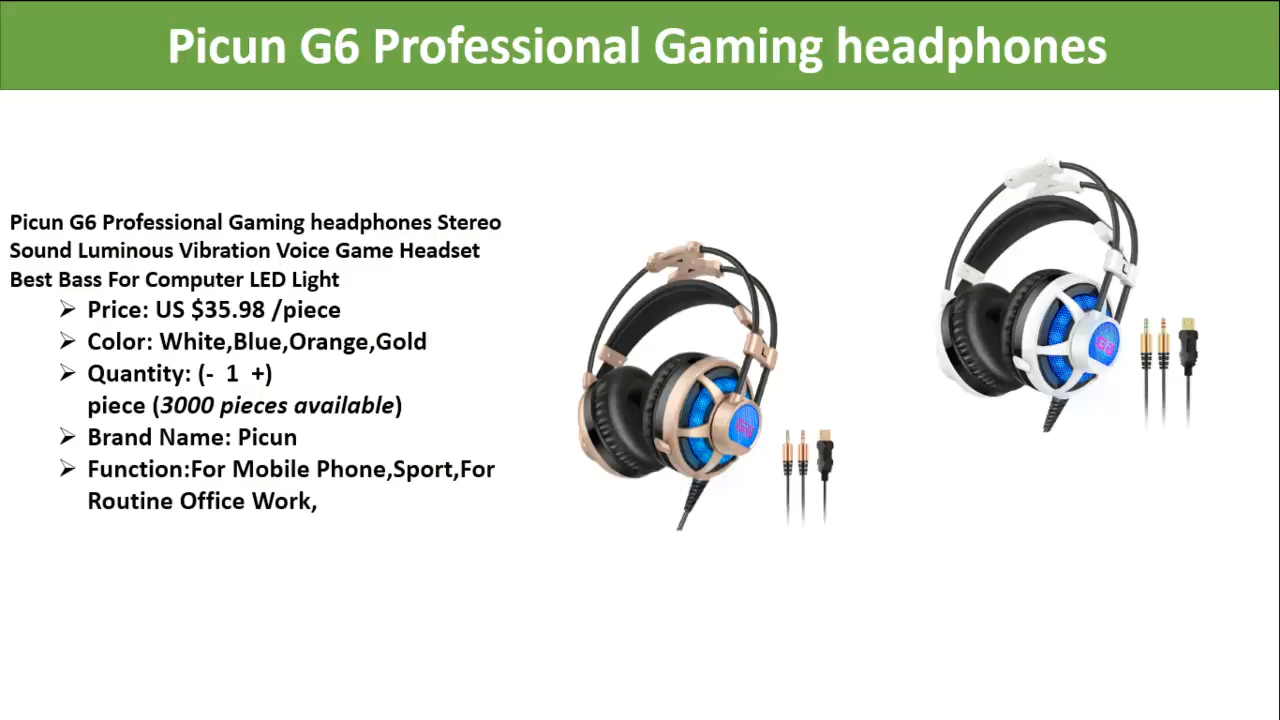 Picun G6 Professional Gaming headphones
Picun G6 Professional Gaming headphones Stereo
Sound Luminous Vibration Voice Game Headset
Best Bass For Computer LED Light
➢ Price: US $35.98 /piece
➢ Color: White,Blue,Orange,Gold
➢ Quantity: (- 1 +)
piece (3000 pieces available)
➢ Brand Name: Picun
➢ Function:For Mobile Phone,Sport,For
Routine Office Work,
G6
G6